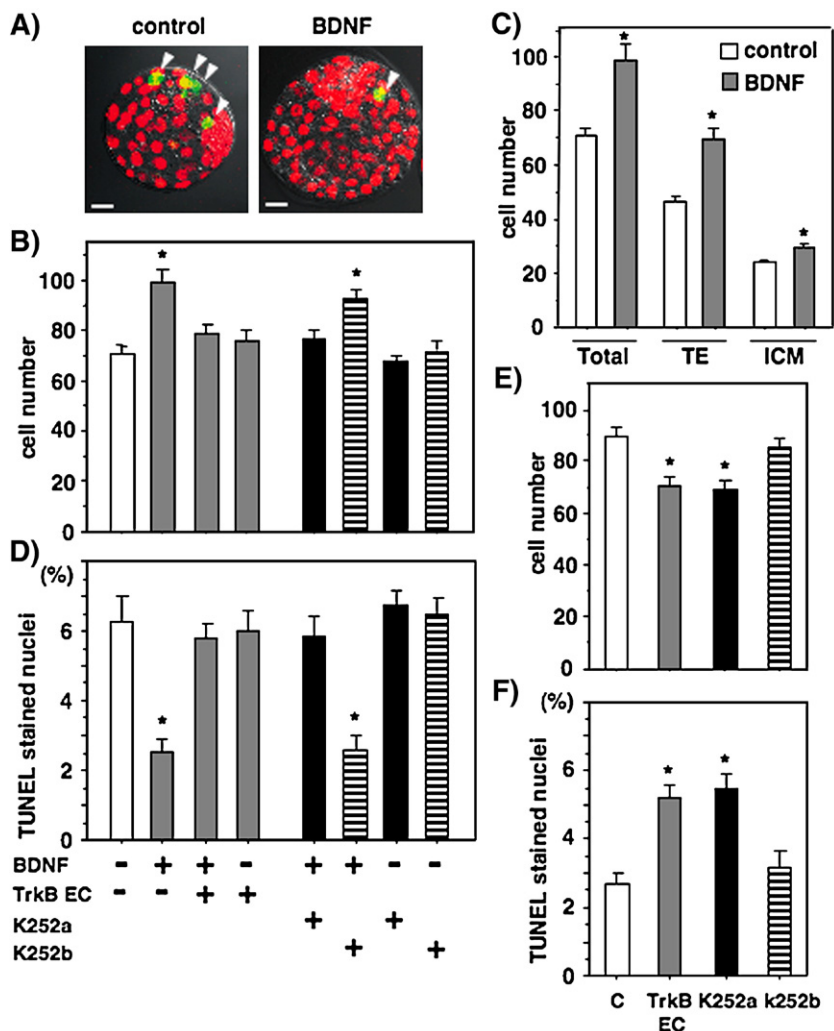 A)
control
BDNF
B)
cell number
100
80
60
40
20
0
*
*
D)
(%)
TUNEL stained nuclei
6
4
2
0
*
*
BDNF - + + - + + - -
TrkB EC - - + +
K252a + +
K252b + +
C)
cell number
100
80
60
40
20
0
*
*
*
control
BDNF
Total TE ICM
E)
cell number
100
80
60
40
20
0
*
*
F)
(%)
TUNEL stained nuclei
6
4
2
0
*
*
C TrkB EC K252a k252b